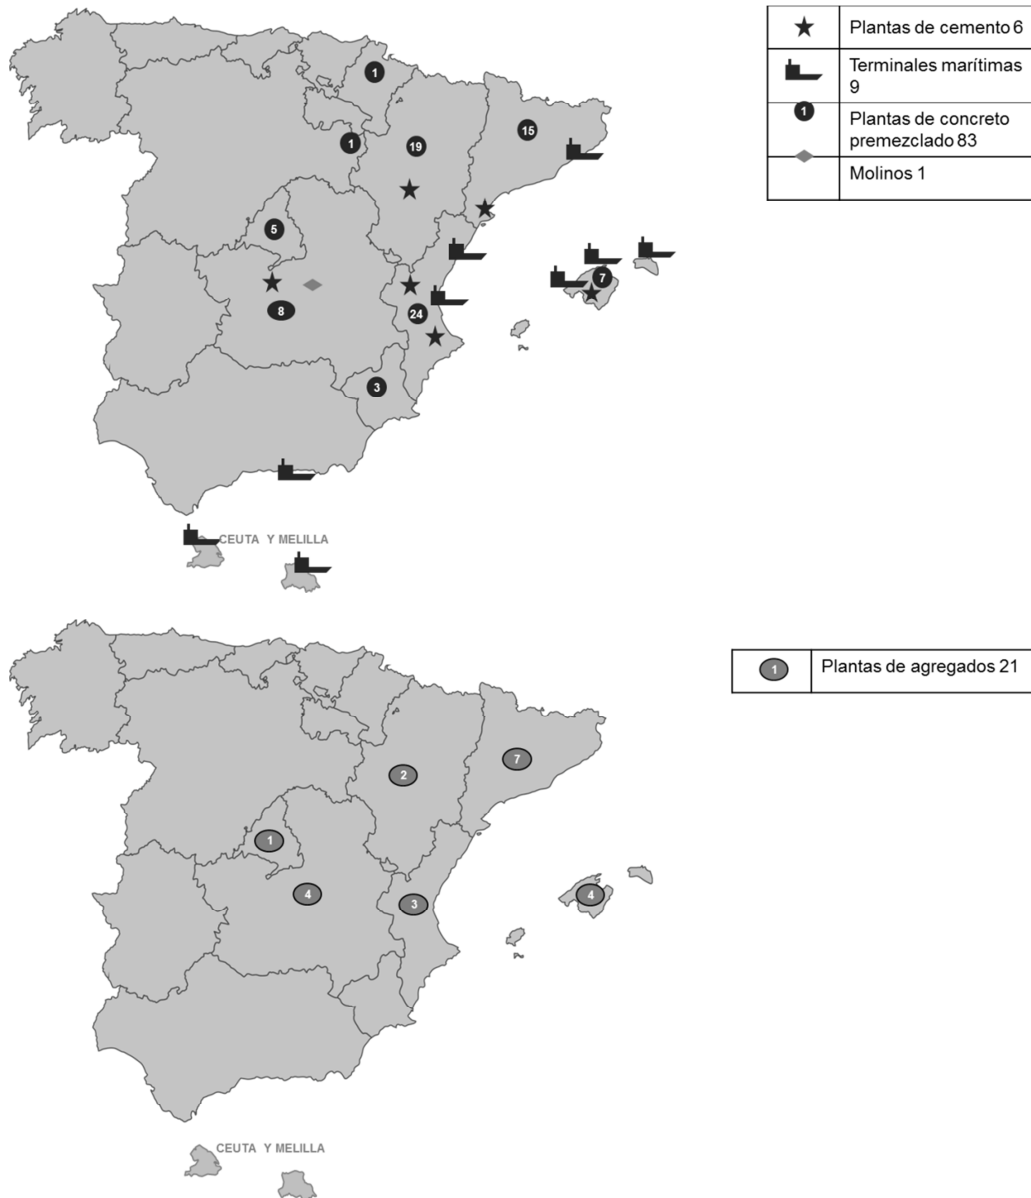 Plantas de cemento 6
Terminales marítimas
9
1
Plantas de concreto
premezclado 83
Molinos 1
1
1
19
15
5
7
8
24
3
CEUTA Y MELILLA
1
Plantas de agregados 21
7
2
1
4
3
4
CEUTA Y MELILLA